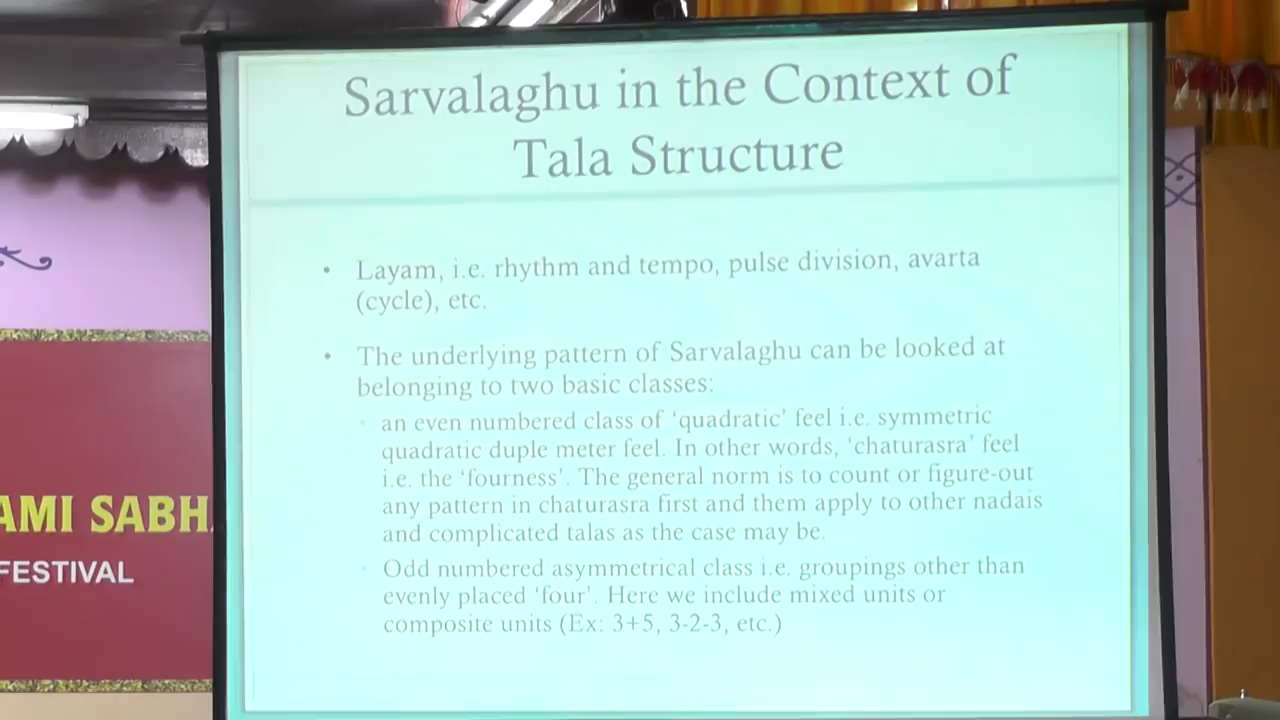 Sarvalaghu in the Context of
Tala Structure
• Layam, i.e. rhythm and tempo, pulse division, avarta
(cycle), etc.
• The underlying pattern of Sarvalaghu can be looked at
belonging to two basic classes:
an even numbered class of ‘quadratic’ feel i.e. symmetric
quadratic duple meter feel. In other words, ‘chaturasra’ feel
i.e. the ‘fourness’. The general norm is to count or figure-out
any pattern in chaturasra first and them apply to other nadais
and complicated talas as the case may be.
Odd numbered asymmetrical class i.e. groupings other than
evenly placed ‘four’. Here we include mixed units or
composite units (Ex: 3+5, 3-2-3, etc.)
AMI SABH
FESTIVAL